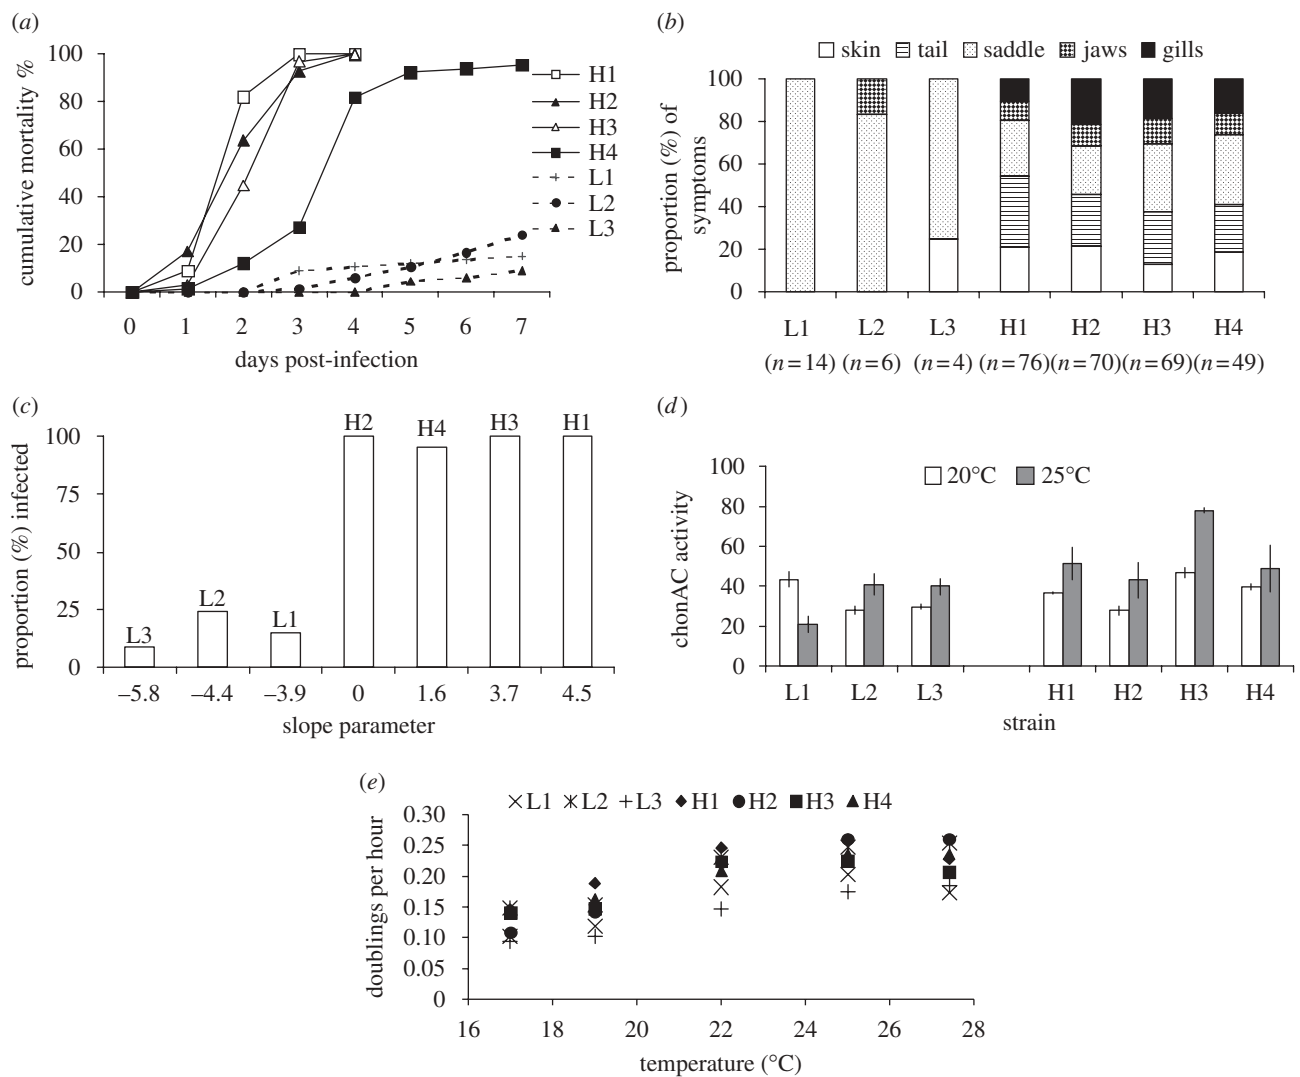 (a)
cumulative mortality %
100
80
60
40
20
0
0 1 2 3 4 5 6 7
days post-infection
H1
H2
H3
H4
L1
L2
L3
(b)
skin tail saddle jaws gills
proportion (%) of
symptoms
100
80
60
40
20
0
L1 L2 L3 H1 H2 H3 H4
(n=14) (n=6) (n=4) (n=76) (n=70) (n=69) (n=49)
(c)
proportion (%) infected
100
75
50
25
0
L3 L2 L1 H2 H4 H3 H1
–5.8 –4.4 –3.9 0 1.6 3.7 4.5
slope parameter
(d)
chonAC activity
100
80
60
40
20
0
20°C 25°C
L1 L2 L3 H1 H2 H3 H4
strain
(e)
L1 L2 L3 H1 H2 H3 H4
doublings per hour
0.30
0.25
0.20
0.15
0.10
0.05
0
16 18 20 22 24 26 28
temperature (°C)